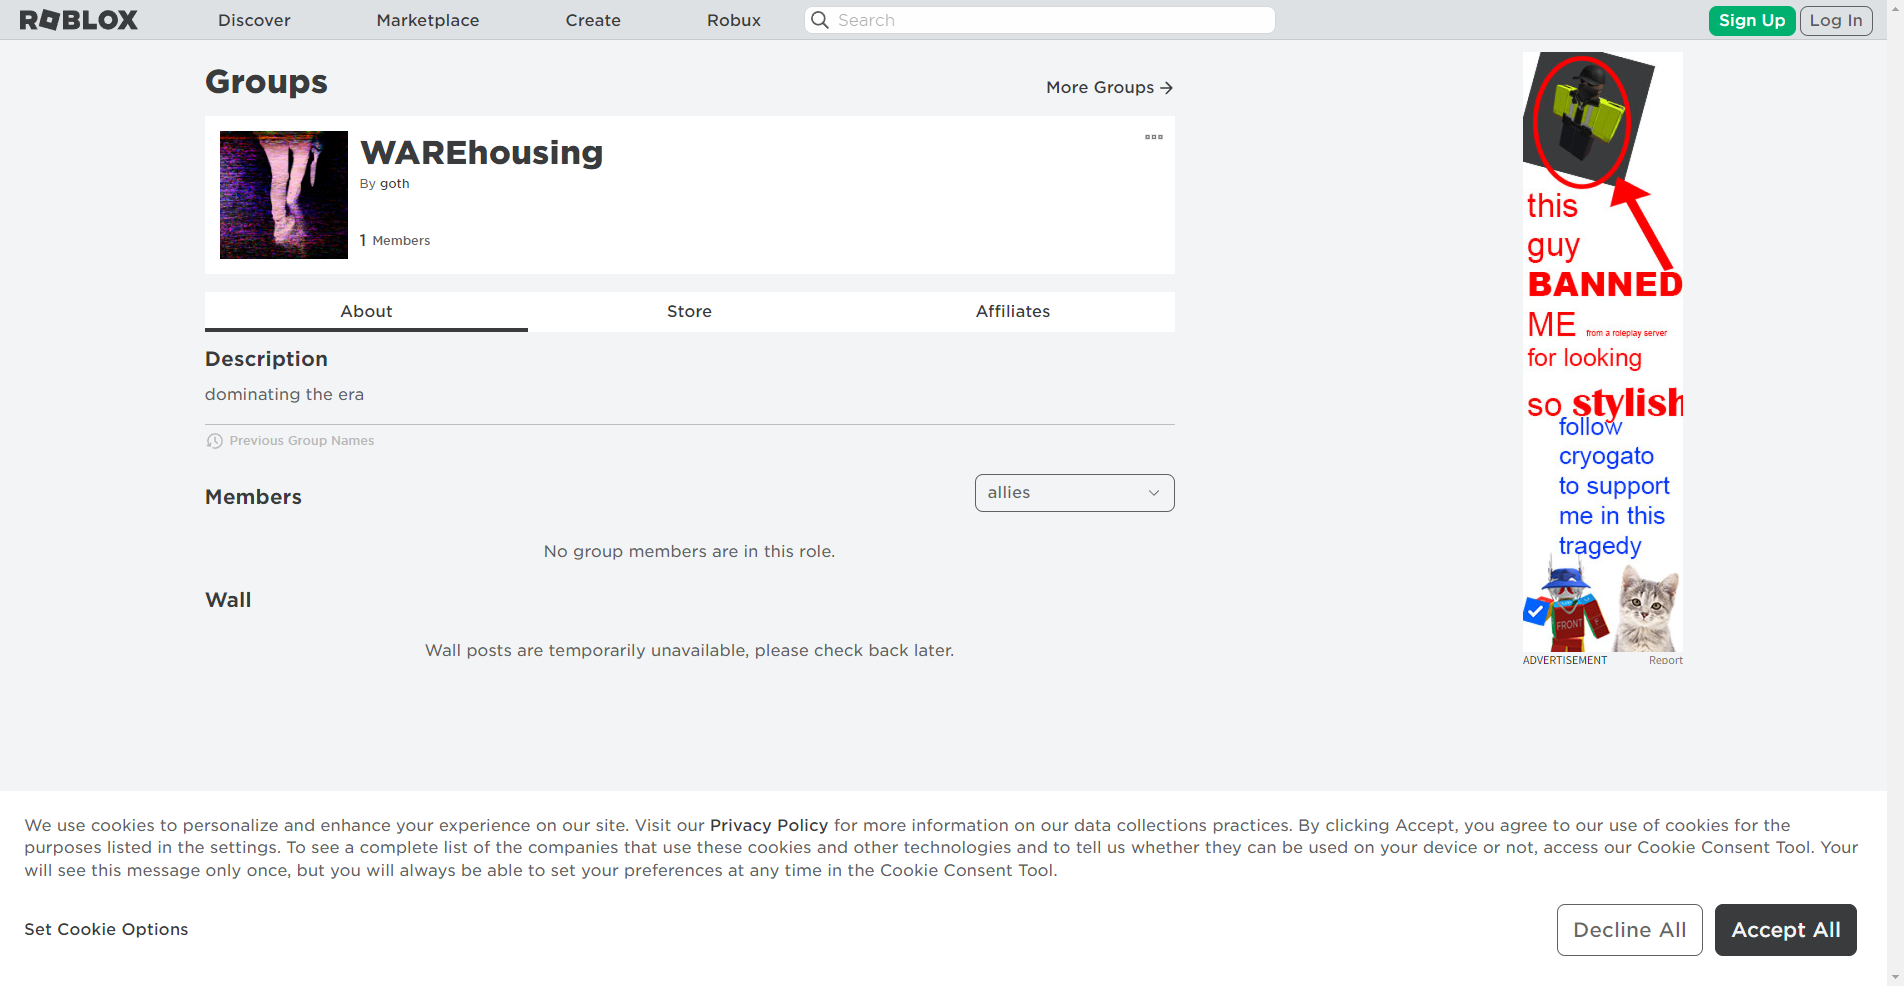 ROBLOX
Discover
Marketplace
Create
Robux
Search
Sign Up
Log In
Groups
More Groups
WAREhousing
By goth
1 Members
About
Store
Affiliates
Description
dominating the era
Previous Group Names
Members
allies
No group members are in this role.
Wall
Wall posts are temporarily unavailable, please check back later.
this
guy
BANNED
ME from a roleplay server
for looking
so stylish
follow
cryogato
to support
me in this
tragedy
FRONT
F
ADVERTISEMENT
Report
We use cookies to personalize and enhance your experience on our site. Visit our Privacy Policy for more information on our data collections practices. By clicking Accept, you agree to our use of cookies for the
purposes listed in the settings. To see a complete list of the companies that use these cookies and other technologies and to tell us whether they can be used on your device or not, access our Cookie Consent Tool. Your
will see this message only once, but you will always be able to set your preferences at any time in the Cookie Consent Tool.
Set Cookie Options
Decline All
Accept All